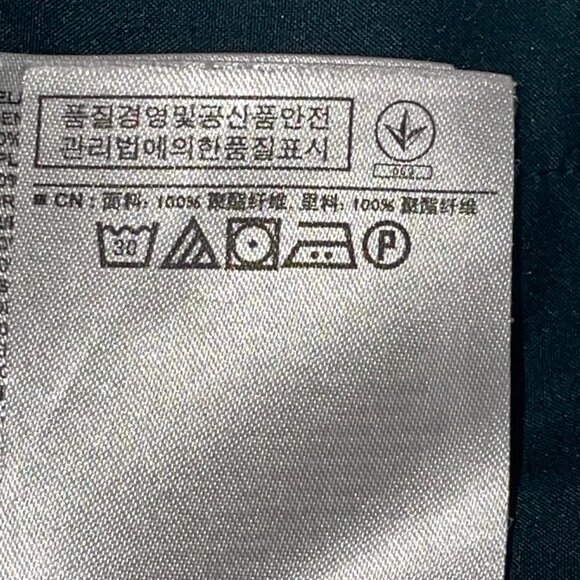 품질경영및공산품안전
관리법에의한품질표시
■ CN : 面料: 100% 聚酯纤维, 里料: 100% 聚酯纤维
30
P